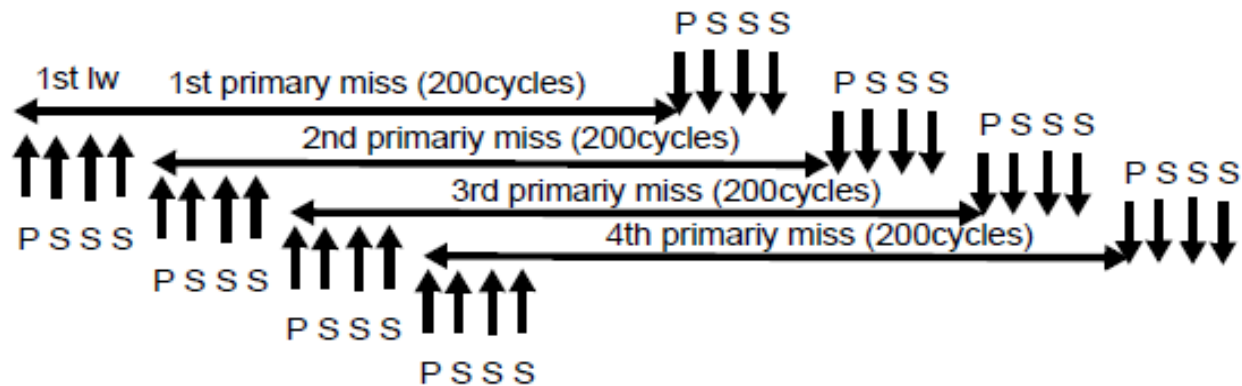 P S S S
1st lw 1st primary miss (200cycles)
P S S S
2nd primariy miss (200cycles)
P S S S
3rd primariy miss (200cycles)
P S S S
4th primariy miss (200cycles)
P S S S
P S S S
P S S S
P S S S